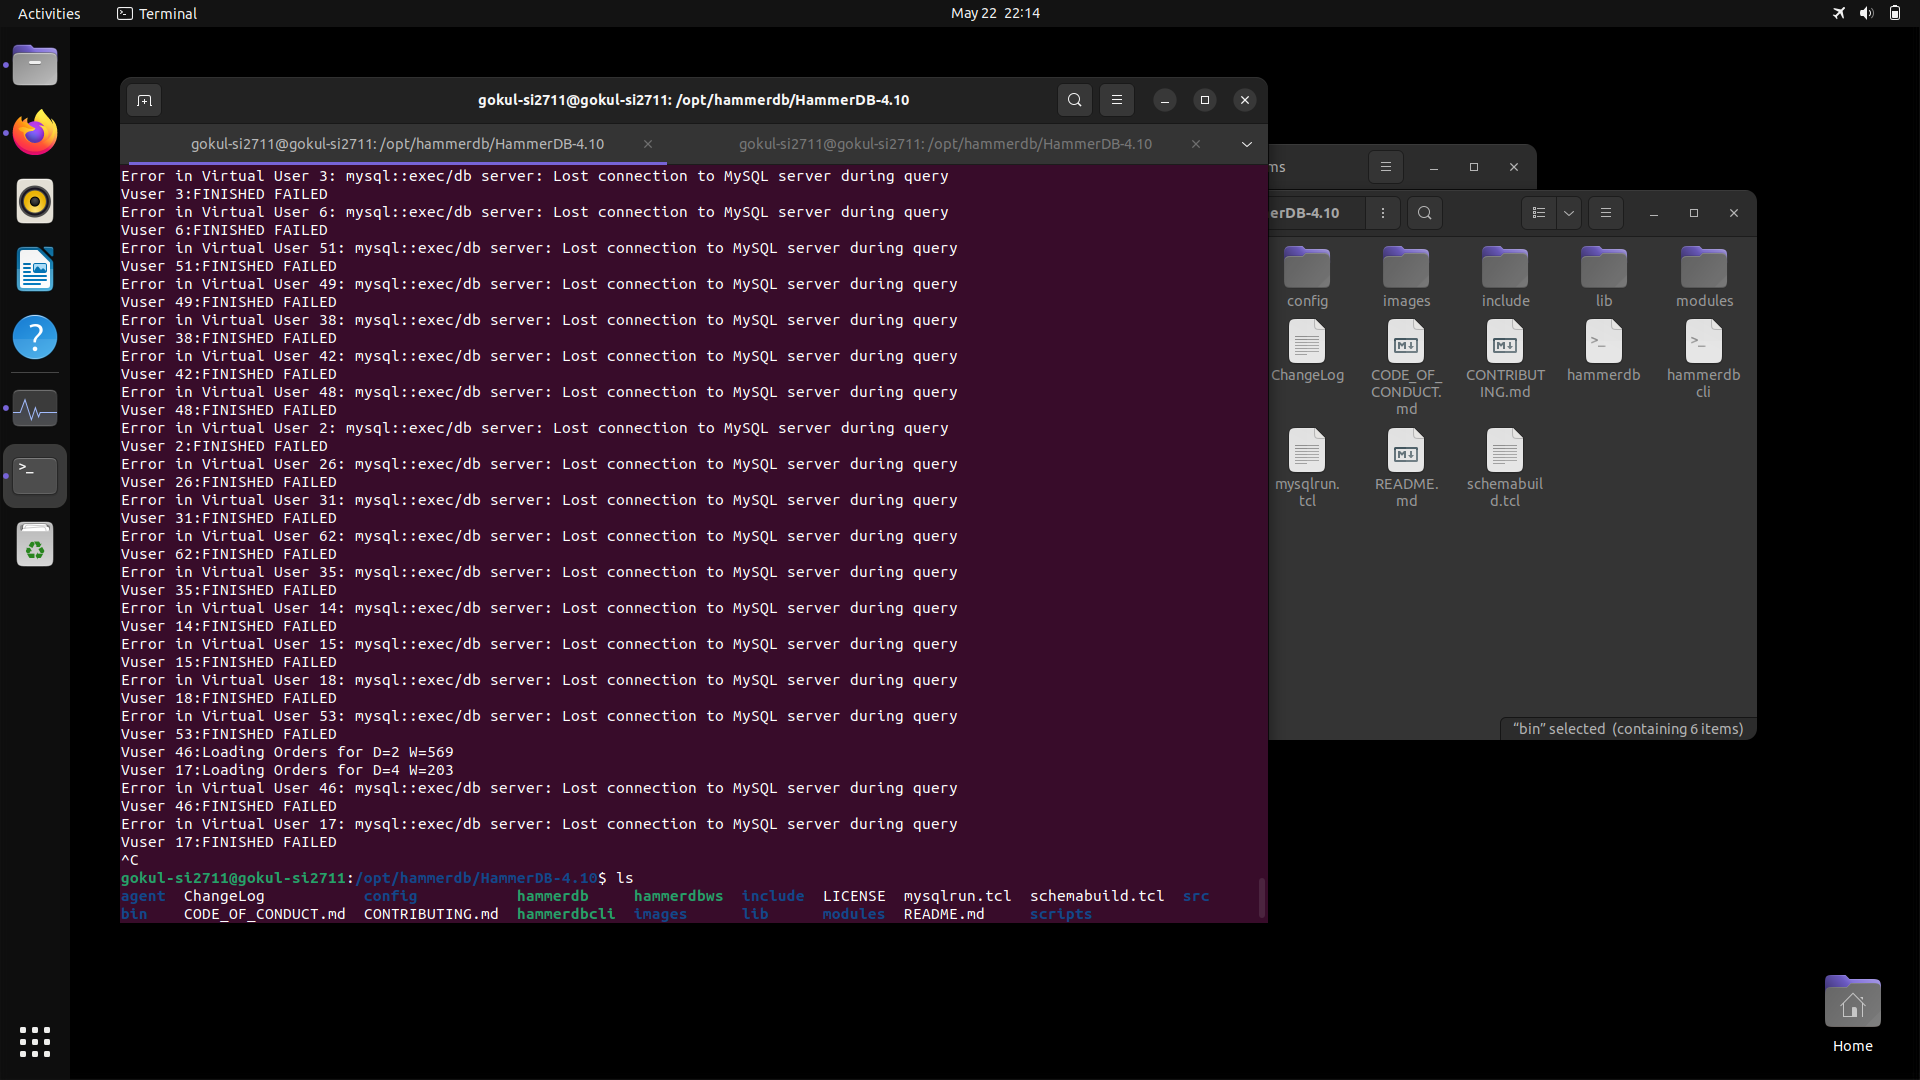 Activities
Terminal
May 22 22:14
gokul-si2711@gokul-si2711: /opt/hammerdb/HammerDB-4.10
gokul-si2711@gokul-si2711: /opt/hammerdb/HammerDB-4.10
gokul-si2711@gokul-si2711: /opt/hammerdb/HammerDB-4.10
Error in Virtual User 3: mysql::exec/db server: Lost connection to MySQL server during query
Vuser 3:FINISHED FAILED
Error in Virtual User 6: mysql::exec/db server: Lost connection to MySQL server during query
Vuser 6:FINISHED FAILED
Error in Virtual User 51: mysql::exec/db server: Lost connection to MySQL server during query
Vuser 51:FINISHED FAILED
Error in Virtual User 49: mysql::exec/db server: Lost connection to MySQL server during query
Vuser 49:FINISHED FAILED
Error in Virtual User 38: mysql::exec/db server: Lost connection to MySQL server during query
Vuser 38:FINISHED FAILED
Error in Virtual User 42: mysql::exec/db server: Lost connection to MySQL server during query
Vuser 42:FINISHED FAILED
Error in Virtual User 48: mysql::exec/db server: Lost connection to MySQL server during query
Vuser 48:FINISHED FAILED
Error in Virtual User 2: mysql::exec/db server: Lost connection to MySQL server during query
Vuser 2:FINISHED FAILED
Error in Virtual User 26: mysql::exec/db server: Lost connection to MySQL server during query
Vuser 26:FINISHED FAILED
Error in Virtual User 31: mysql::exec/db server: Lost connection to MySQL server during query
Vuser 31:FINISHED FAILED
Error in Virtual User 62: mysql::exec/db server: Lost connection to MySQL server during query
Vuser 62:FINISHED FAILED
Error in Virtual User 35: mysql::exec/db server: Lost connection to MySQL server during query
Vuser 35:FINISHED FAILED
Error in Virtual User 14: mysql::exec/db server: Lost connection to MySQL server during query
Vuser 14:FINISHED FAILED
Error in Virtual User 15: mysql::exec/db server: Lost connection to MySQL server during query
Vuser 15:FINISHED FAILED
Error in Virtual User 18: mysql::exec/db server: Lost connection to MySQL server during query
Vuser 18:FINISHED FAILED
Error in Virtual User 53: mysql::exec/db server: Lost connection to MySQL server during query
Vuser 53:FINISHED FAILED
Vuser 46:Loading Orders for D=2 W=569
Vuser 17:Loading Orders for D=4 W=203
Error in Virtual User 46: mysql::exec/db server: Lost connection to MySQL server during query
Vuser 46:FINISHED FAILED
Error in Virtual User 17: mysql::exec/db server: Lost connection to MySQL server during query
Vuser 17:FINISHED FAILED
^C
gokul-si2711@gokul-si2711:/opt/hammerdb/HammerDB-4.10$ ls
agent ChangeLog config hammerdb hammerdbws include LICENSE mysqlrun.tcl schemabuild.tcl src
bin CODE_OF_CONDUCT.md CONTRIBUTING.md hammerdbcli images lib modules README.md scripts
ms
erDB-4.10
config images include lib modules
ChangeLog
CODE_OF_
CONDUCT.
md
CONTRIBUT
ING.md
hammerdb
hammerdb
cli
mysqlrun.
tcl
README.
md
schemabuil
d.tcl
"bin" selected (containing 6 items)
Home